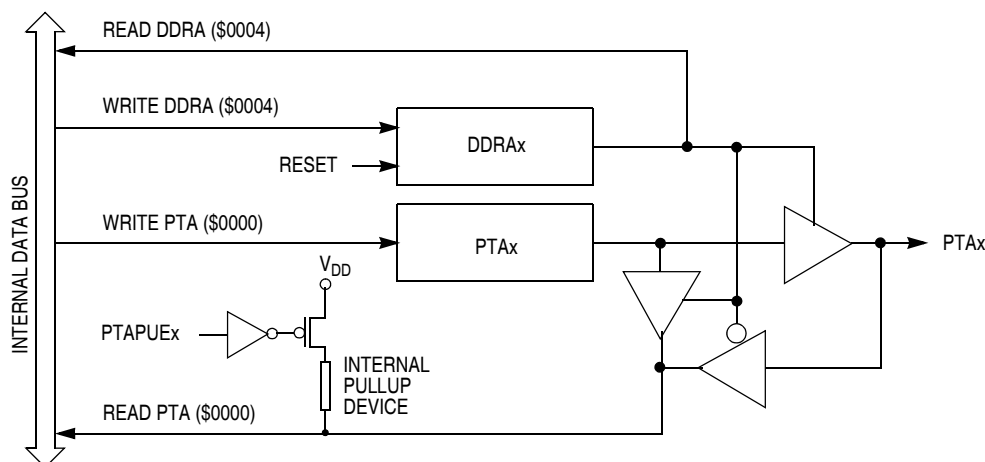 READ DDRA ($0004)
WRITE DDRA ($0004)
DDRAx
RESET
INTERNAL DATA BUS
WRITE PTA ($0000)
PTAx
PTAx
VDD
PTAPUEx
INTERNAL
PULLUP
DEVICE
READ PTA ($0000)